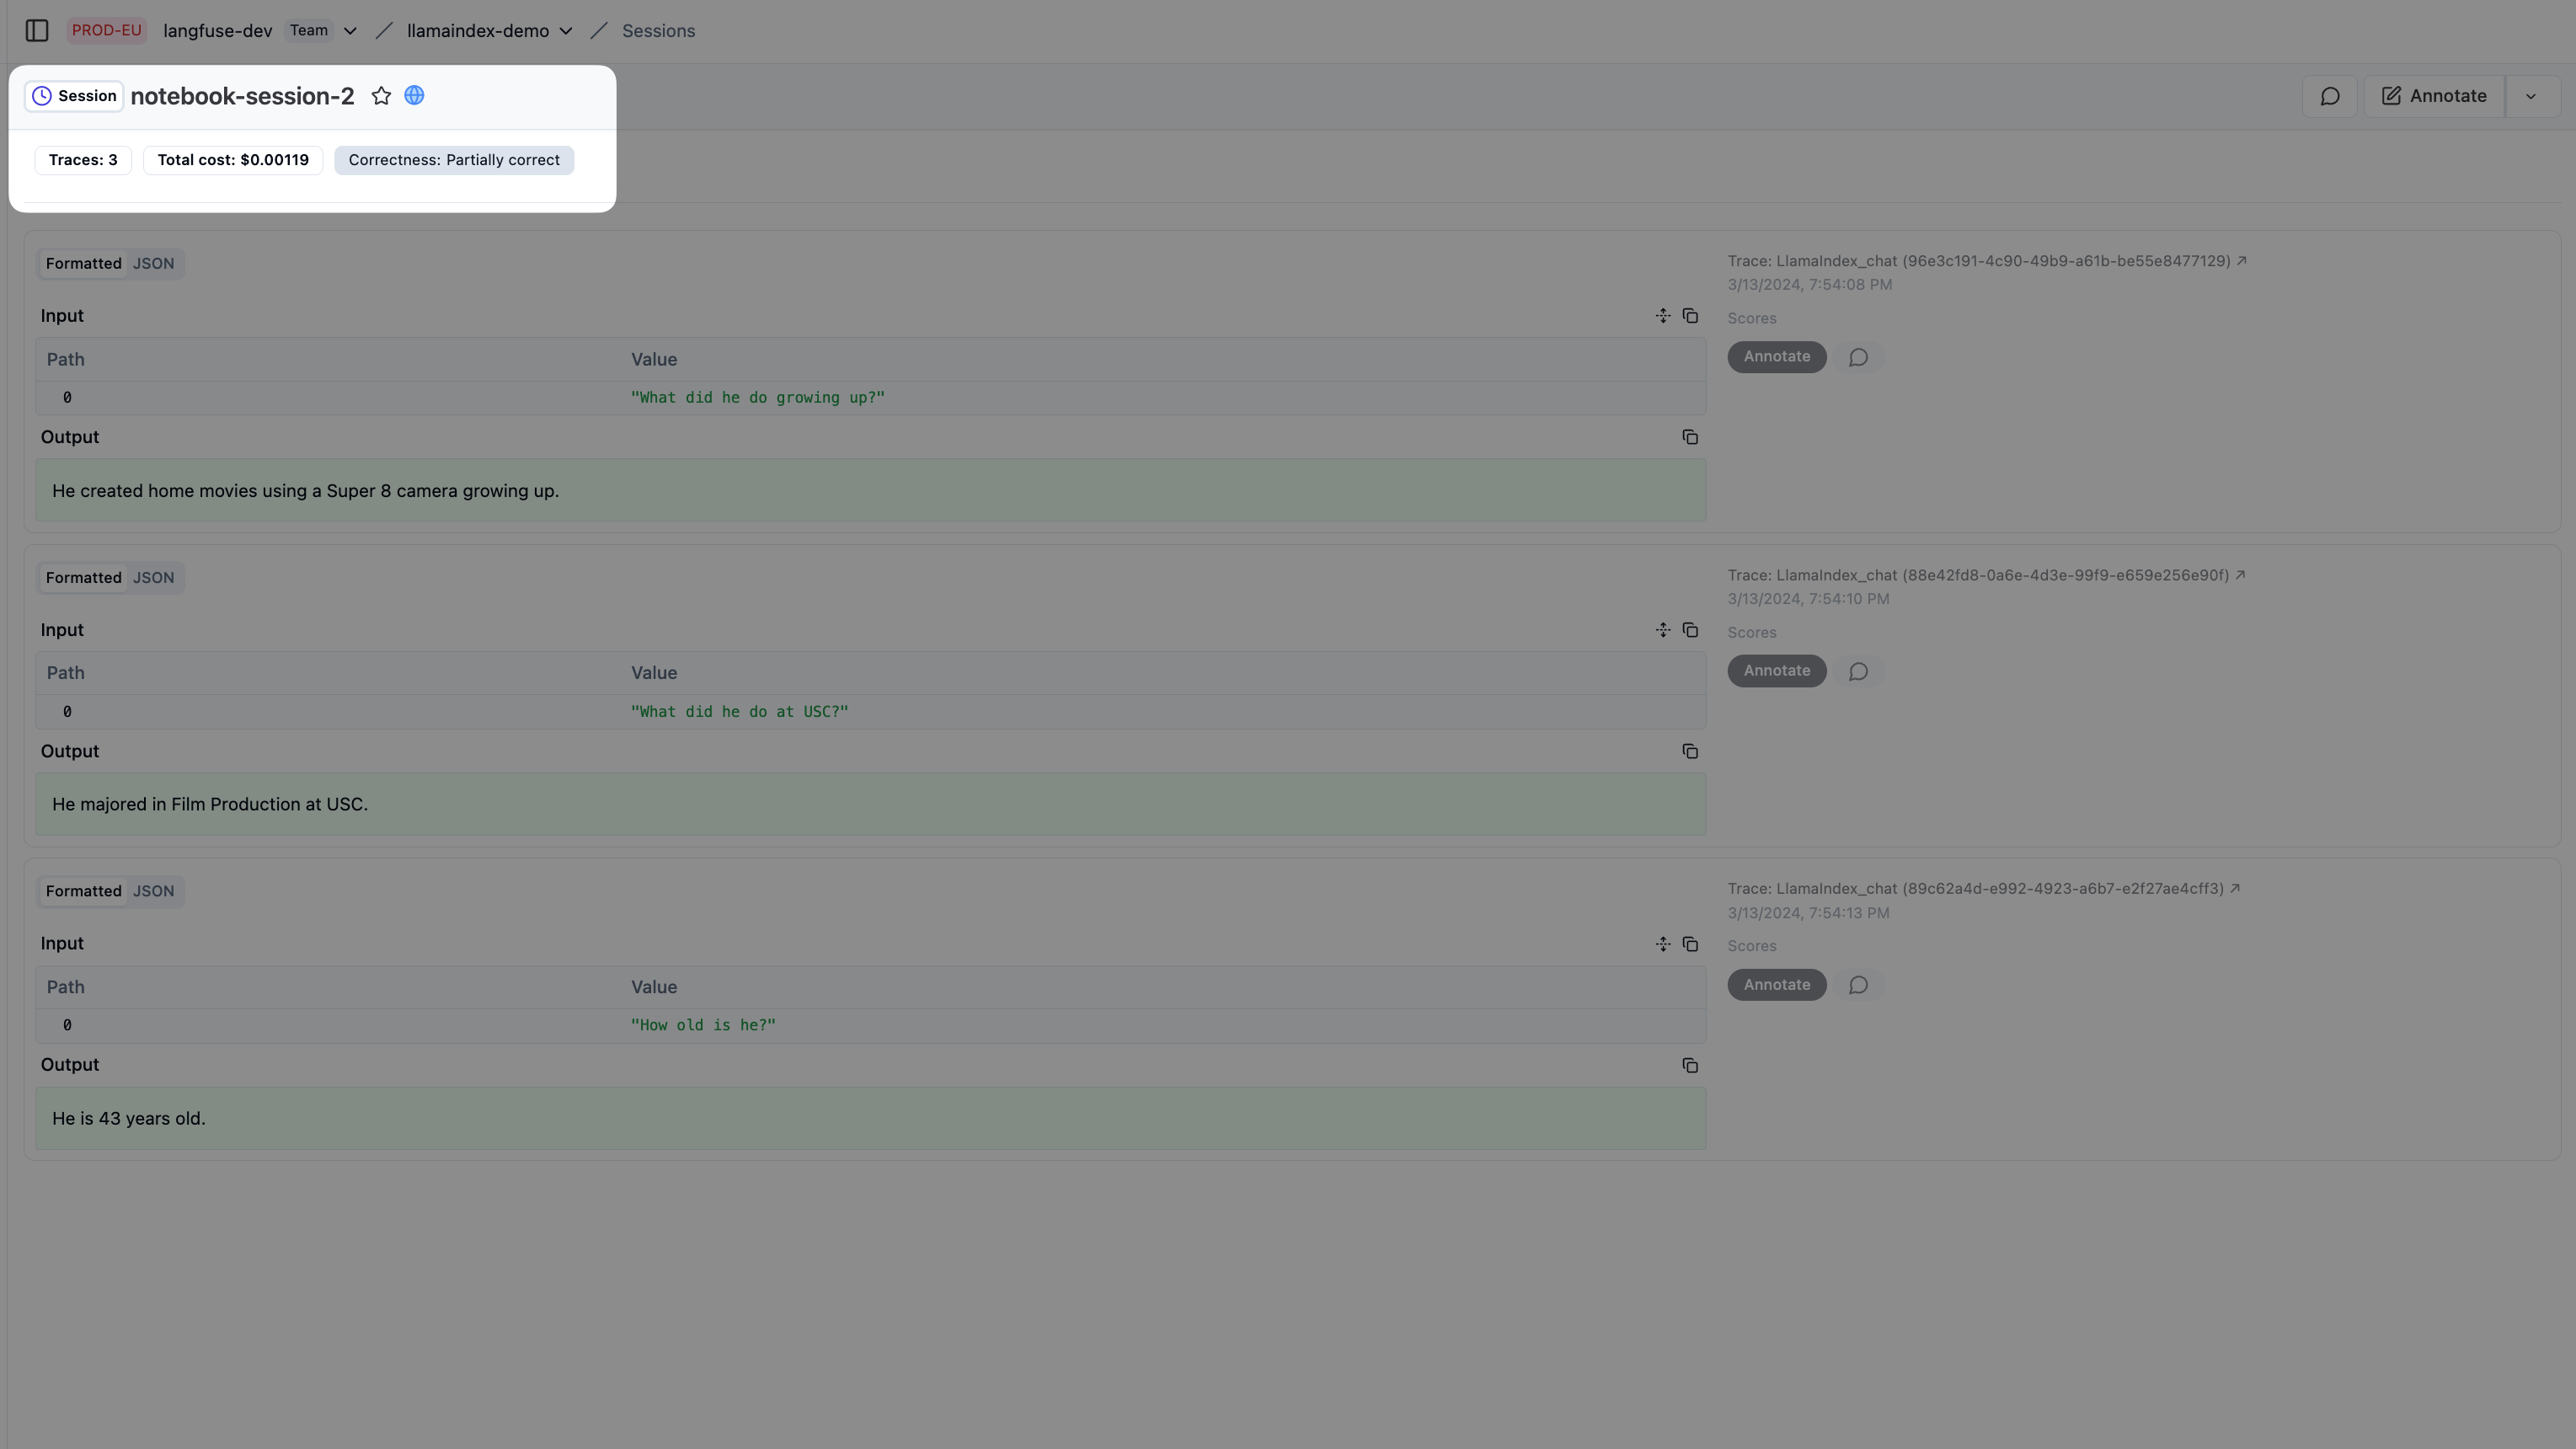 PROD-EU langfuse-dev Team llamaindex-demo Sessions
Session notebook-session-2
Annotate
Traces: 3 Total cost: $0.00119 Correctness: Partially correct
Formatted JSON
Trace: LlamaIndex_chat (96e3c191-4c90-49b9-a61b-be55e8477129)
3/13/2024, 7:54:08 PM
Input
Scores
Path Value
Annotate
0 "What did he do growing up?"
Output
He created home movies using a Super 8 camera growing up.
Formatted JSON
Trace: LlamaIndex_chat (88e42fd8-0a6e-4d3e-99f9-e659e256e90f)
3/13/2024, 7:54:10 PM
Input
Scores
Path Value
Annotate
0 "What did he do at USC?"
Output
He majored in Film Production at USC.
Formatted JSON
Trace: LlamaIndex_chat (89c62a4d-e992-4923-a6b7-e2f27ae4cff3)
3/13/2024, 7:54:13 PM
Input
Scores
Path Value
Annotate
0 "How old is he?"
Output
He is 43 years old.